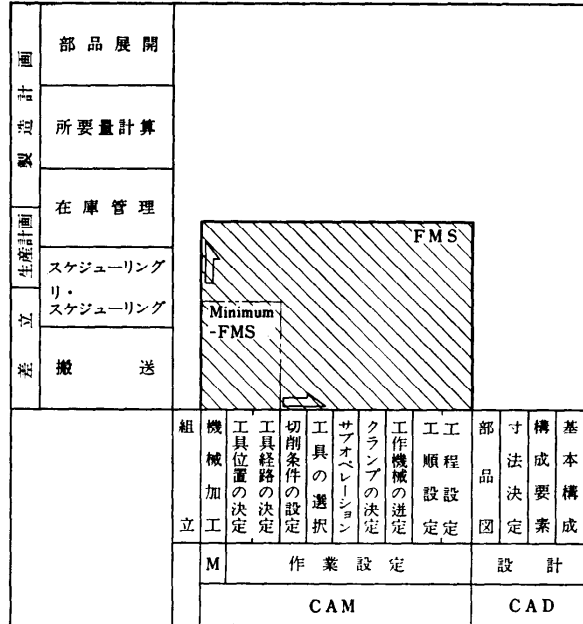 製造計画
部品展開
所要量計算
在庫管理
生産計画
スケジューリング
リ・
スケジューリング
差立
搬送
FMS
Minimum
-FMS
組立
機械加工
工具位置の決定
工具経路の決定
切削条件の設定
工具の選択
サブオペレーション
クランプの決定
工作機械の選定
工順設定
工程設定
部品図
寸法決定
構成要素
基本構成
M
作業設定
設計
CAM
CAD